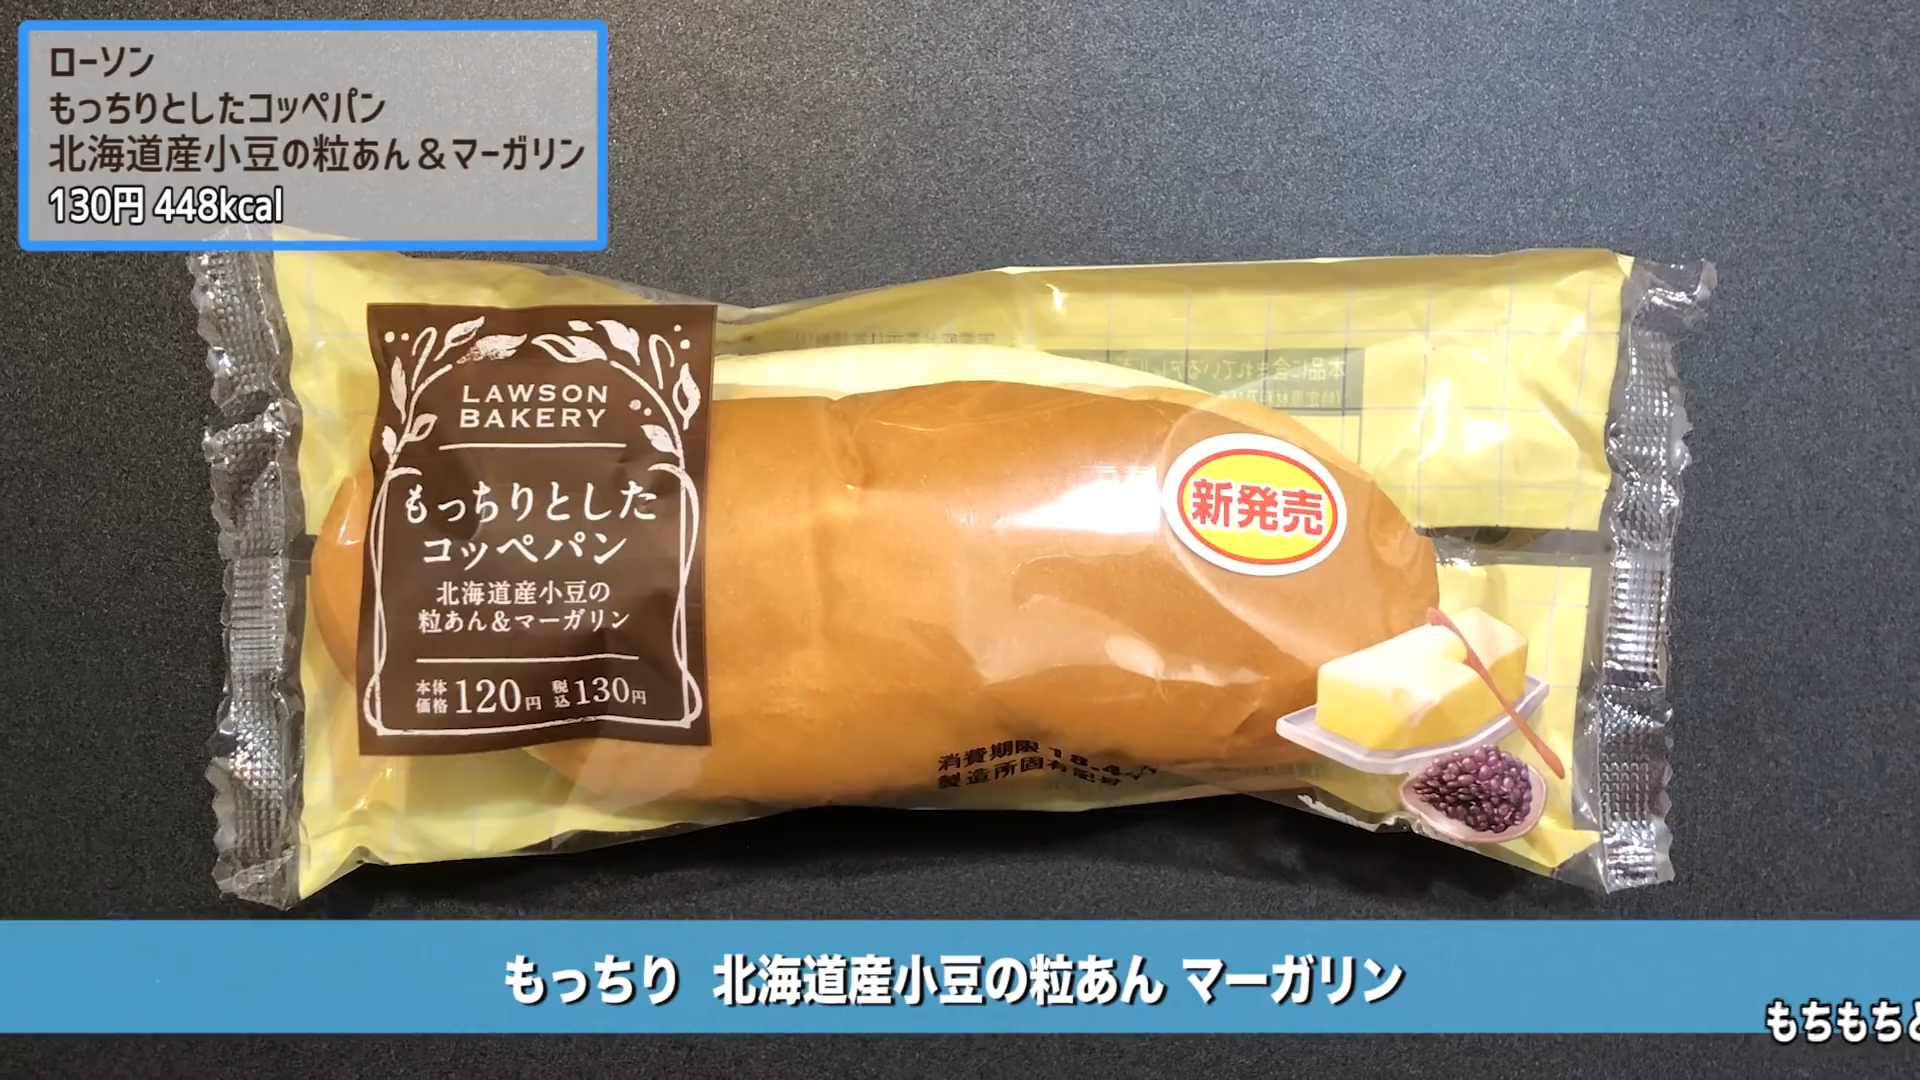 ローソン
もっちりとしたコッペパン
北海道産小豆の粒あん＆マーガリン
130円 448kcal
LAWSON
BAKERY
もっちりとした
コッペパン
北海道産小豆の
粒あん&マーガリン
本体価格120円 税込130円
新発売
消費期限 18.4
製造所固有記号
もっちり 北海道産小豆の粒あん マーガリン
もちもちと